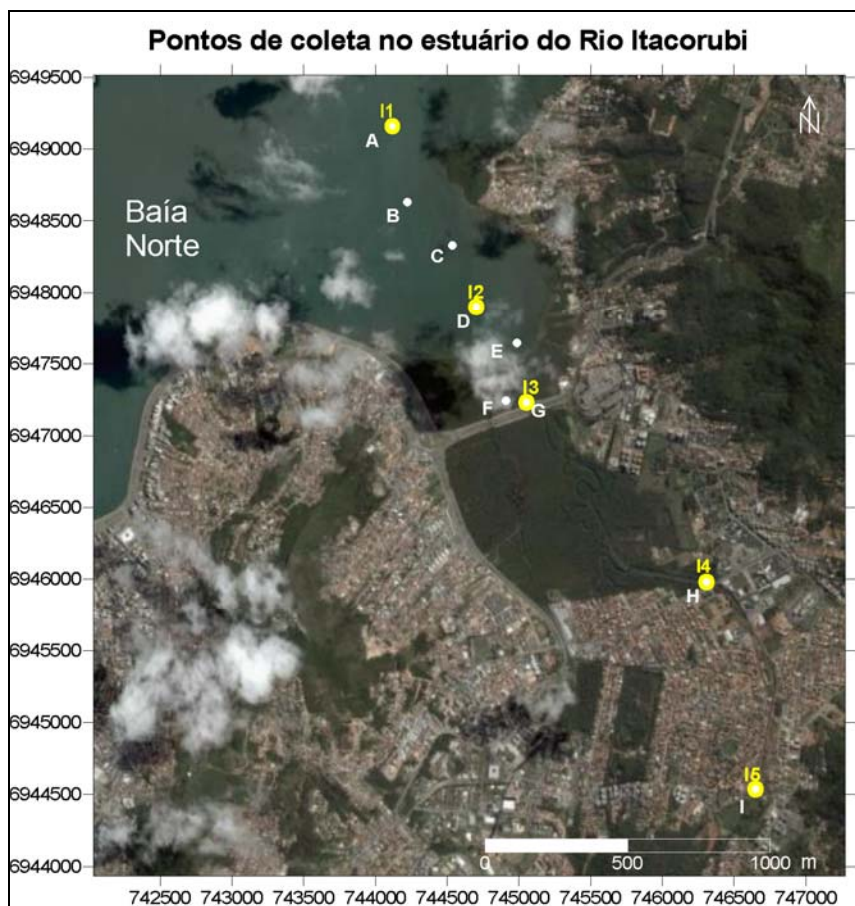 Pontos de coleta no estuário do Rio Itacorubi
6949500
6949000
6948500
6948000
6947500
6947000
6946500
6946000
6945500
6945000
6944500
6944000
N
I1
A
B
Baía
Norte
C
I2
D
E
I3
F
G
I4
H
I5
I
0 500 1000 m
742500 743000 743500 744000 744500 745000 745500 746000 746500 747000